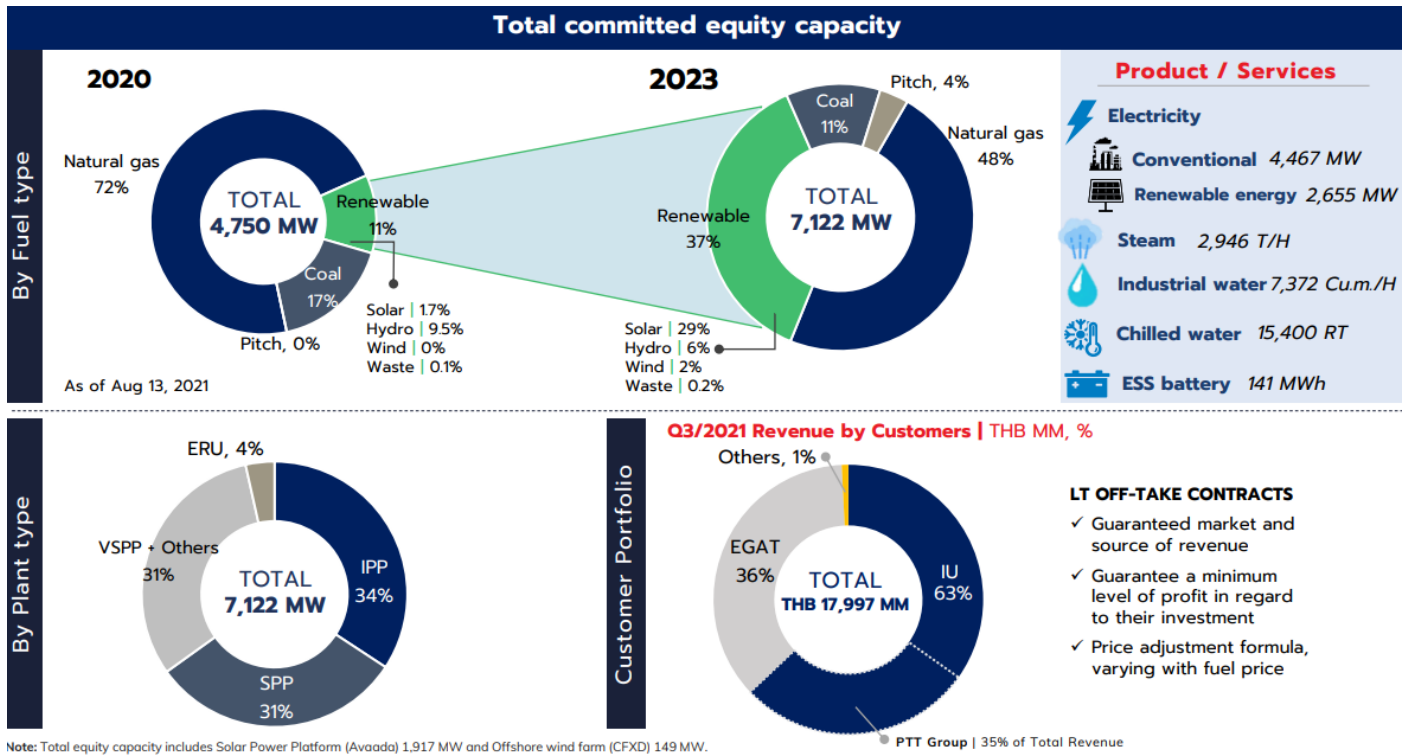 Total committed equity capacity
By Fuel type
2020
Natural gas
72%
TOTAL
4,750 MW
Renewable
11%
Coal
17%
Pitch, 0%
Solar | 1.7%
Hydro | 9.5%
Wind | 0%
Waste | 0.1%
As of Aug 13, 2021
2023
Coal
11%
Pitch, 4%
Natural gas
48%
TOTAL
7,122 MW
Renewable
37%
Solar | 29%
Hydro | 6%
Wind | 2%
Waste | 0.2%
Product / Services
Electricity
Conventional 4,467 MW
Renewable energy 2,655 MW
Steam 2,946 T/H
Industrial water 7,372 Cu.m./H
Chilled water 15,400 RT
ESS battery 141 MWh
By Plant type
ERU, 4%
VSPP + Others
31%
TOTAL
7,122 MW
IPP
34%
SPP
31%
Customer Portfolio
Q3/2021 Revenue by Customers | THB MM, %
Others, 1%
EGAT
36%
TOTAL
THB 17,997 MM
IU
63%
PTT Group | 35% of Total Revenue
LT OFF-TAKE CONTRACTS
✓ Guaranteed market and
source of revenue
✓ Guarantee a minimum
level of profit in regard
to their investment
✓ Price adjustment formula,
varying with fuel price
Note: Total equity capacity includes Solar Power Platform (Avaada) 1,917 MW and Offshore wind farm (CFXD) 149 MW.